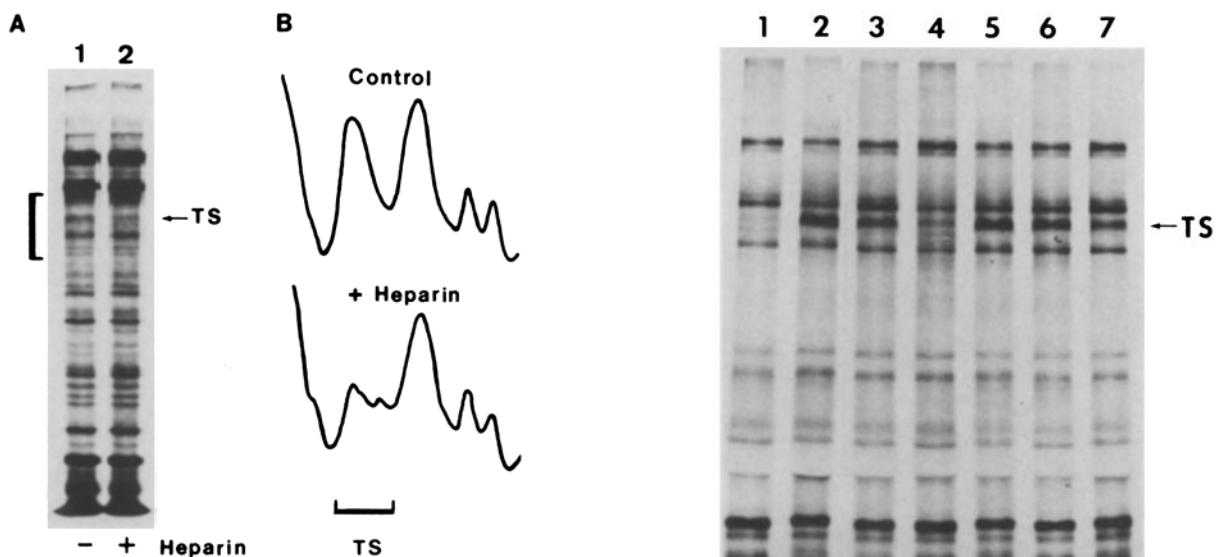 A
B
1 2
Control
←TS
+ Heparin
- + Heparin
TS
1 2 3 4 5 6 7
←TS